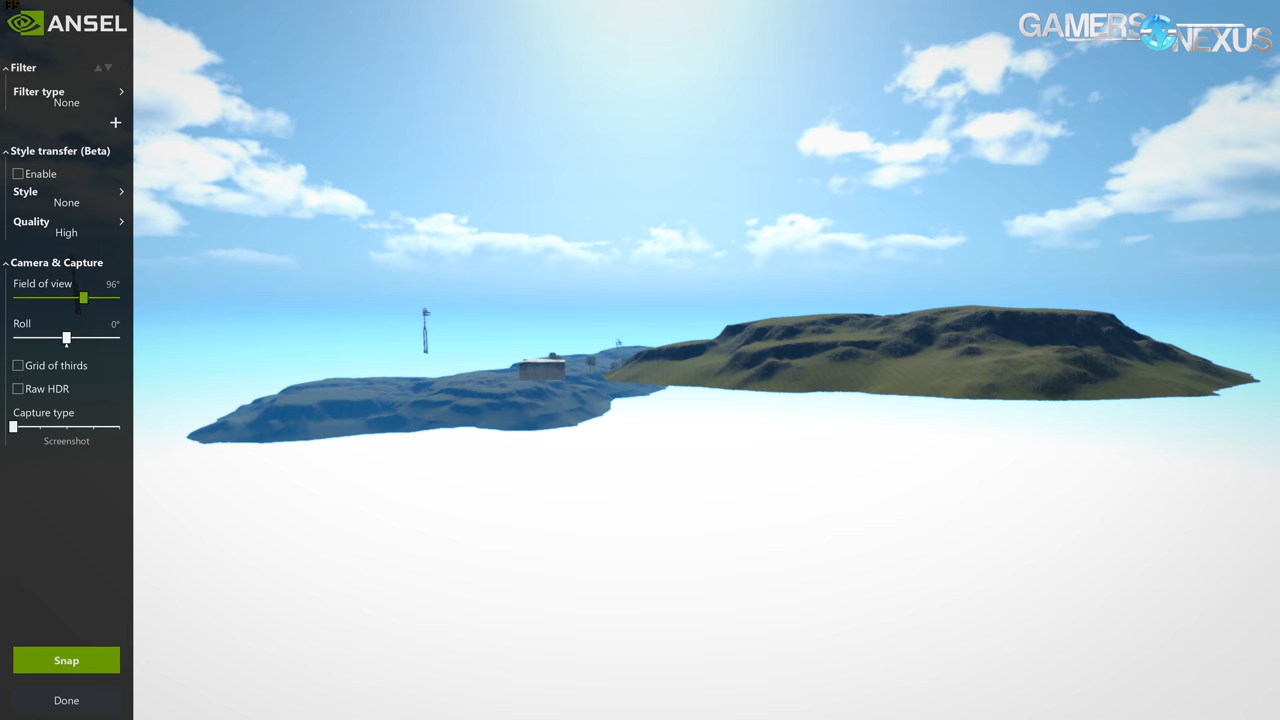 ANSEL
GAMERS NEXUS
Filter
Filter type
None
Style transfer (Beta)
Enable
Style
None
Quality
High
Camera & Capture
Field of view 96°
Roll 0°
Grid of thirds
Raw HDR
Capture type
Screenshot
Snap
Done